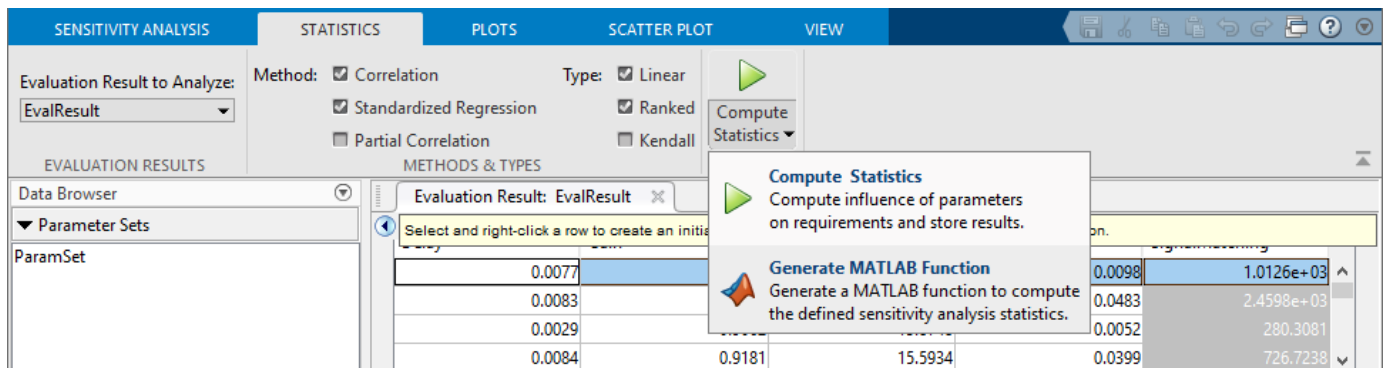 SENSITIVITY ANALYSIS STATISTICS PLOTS SCATTER PLOT VIEW
Evaluation Result to Analyze:
EvalResult
EVALUATION RESULTS
Method: Correlation
Standardized Regression
Partial Correlation
Type: Linear
Ranked
Kendall
METHODS & TYPES
Compute
Statistics
Compute Statistics
Compute influence of parameters
on requirements and store results.
Generate MATLAB Function
Generate a MATLAB function to compute
the defined sensitivity analysis statistics.
Data Browser
Parameter Sets
ParamSet
Evaluation Result: EvalResult
Select and right-click a row to create an initia
on.
0.0077 0.0098 1.0126e+03
0.0083 0.0483 2.4598e+03
0.0029 0.0052 280.3081
0.0084 0.9181 15.5934 0.0399 726.7238